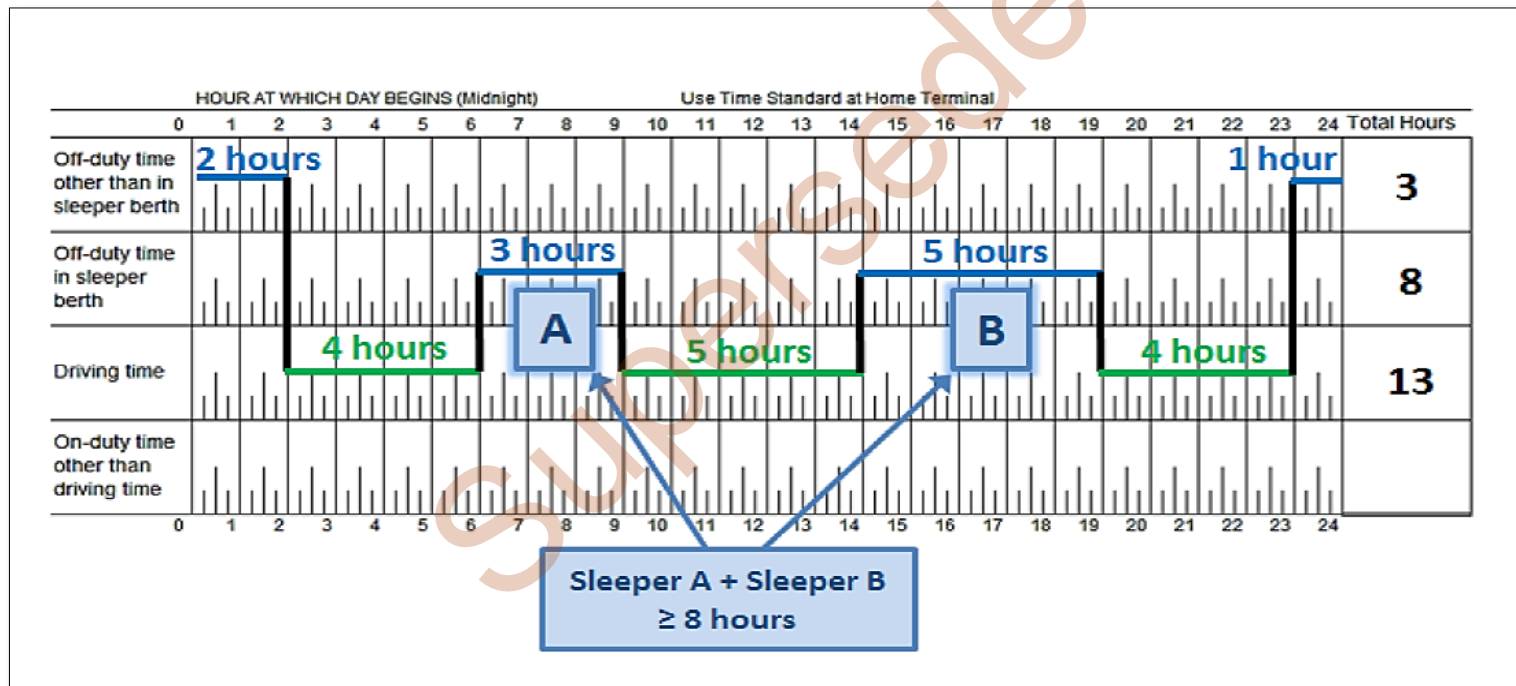 HOUR AT WHICH DAY BEGINS (Midnight) Use Time Standard at Home Terminal
0 1 2 3 4 5 6 7 8 9 10 11 12 13 14 15 16 17 18 19 20 21 22 23 24 Total Hours
Off-duty time
other than in
sleeper berth
2 hours
1 hour
3
Off-duty time
in sleeper
berth
3 hours
5 hours
8
A
B
Driving time
4 hours
5 hours
4 hours
13
On-duty time
other than
driving time
0 1 2 3 4 5 6 7 8 9 10 11 12 13 14 15 16 17 18 19 20 21 22 23 24
Sleeper A + Sleeper B
≥ 8 hours
Supersede